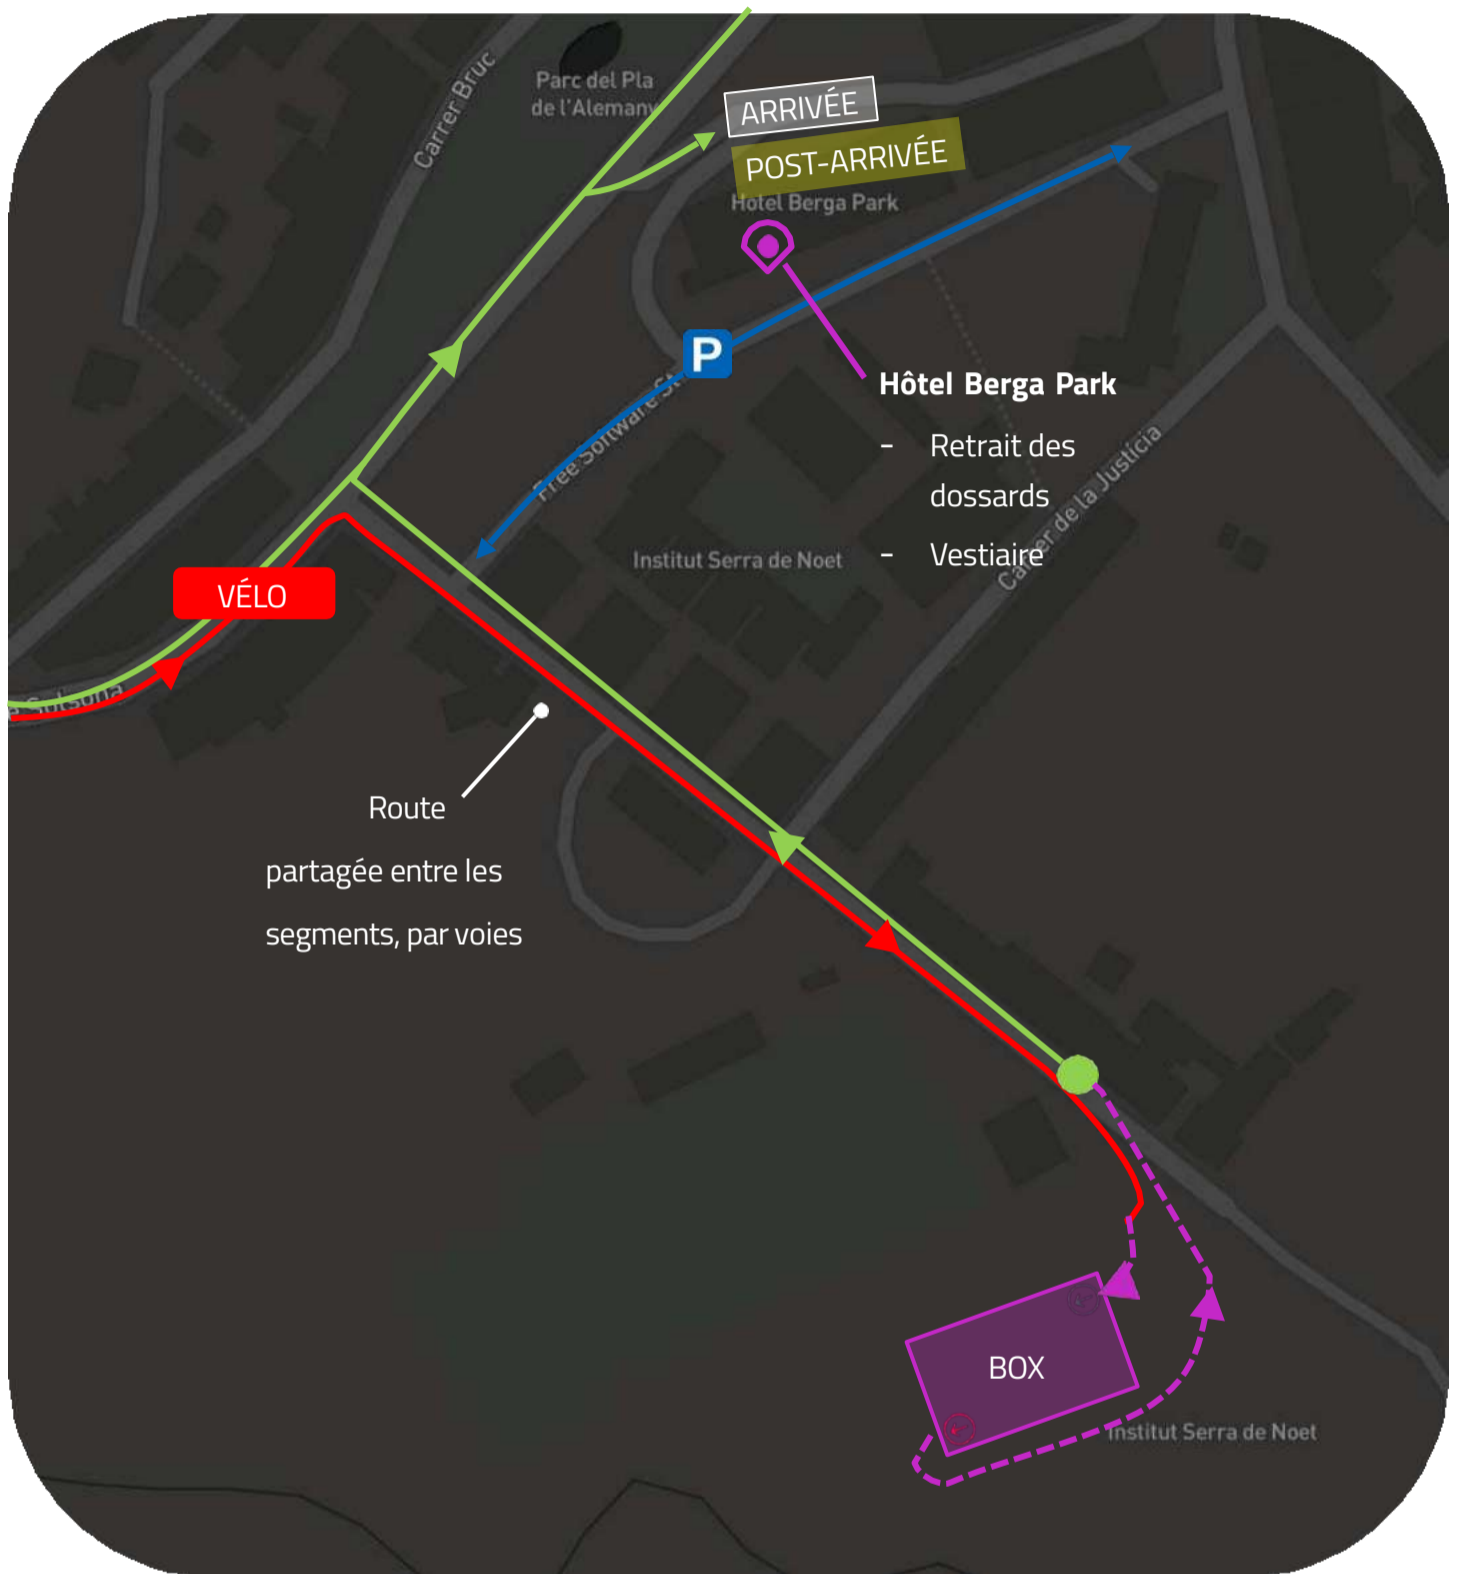 Carrer Bruc
Parc del Pla
de l'Alemany
ARRIVÉE
POST-ARRIVÉE
Hotel Berga Park
P
Free Software St
Hôtel Berga Park
- Retrait des
dossards
- Vestiaire
Carrer de la Justícia
Institut Serra de Noet
VÉLO
Solsona
Route
partagée entre les
segments, par voies
BOX
Institut Serra de Noet